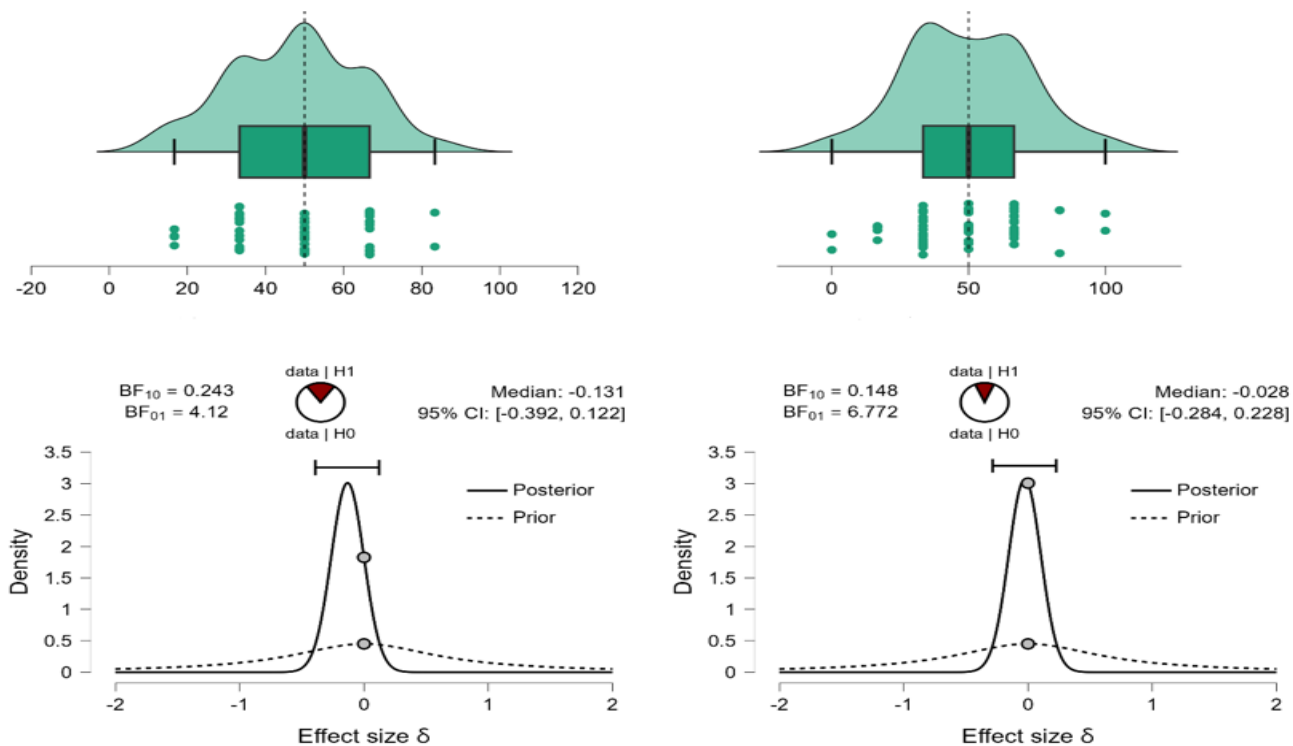 -20 0 20 40 60 80 100 120
0 50 100
data | H1
BF₁₀ = 0.243
BF₀₁ = 4.12
Median: -0.131
95% CI: [-0.392, 0.122]
data | H0
3.5
3
2.5
2
1.5
1
0.5
0
Density
Posterior
Prior
-2 -1 0 1 2
Effect size δ
data | H1
BF₁₀ = 0.148
BF₀₁ = 6.772
Median: -0.028
95% CI: [-0.284, 0.228]
data | H0
3.5
3
2.5
2
1.5
1
0.5
0
Density
Posterior
Prior
-2 -1 0 1 2
Effect size δ